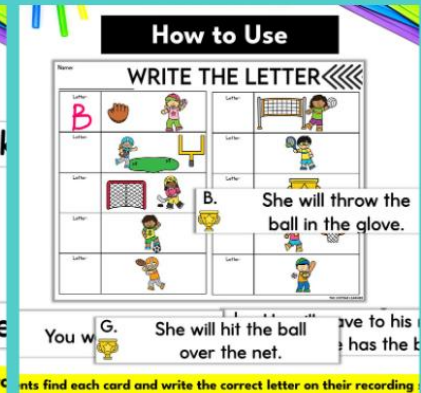 How to Use
Name:
WRITE THE LETTER
Letter:
Letter:
B
Letter:
Letter:
Letter:
B.
She will throw the
ball in the glove.
Letter:
Letter:
Letter:
Letter:
You
G.
She will hit the ball
over the net.
to his
has the
find each card and write the correct letter on their recording